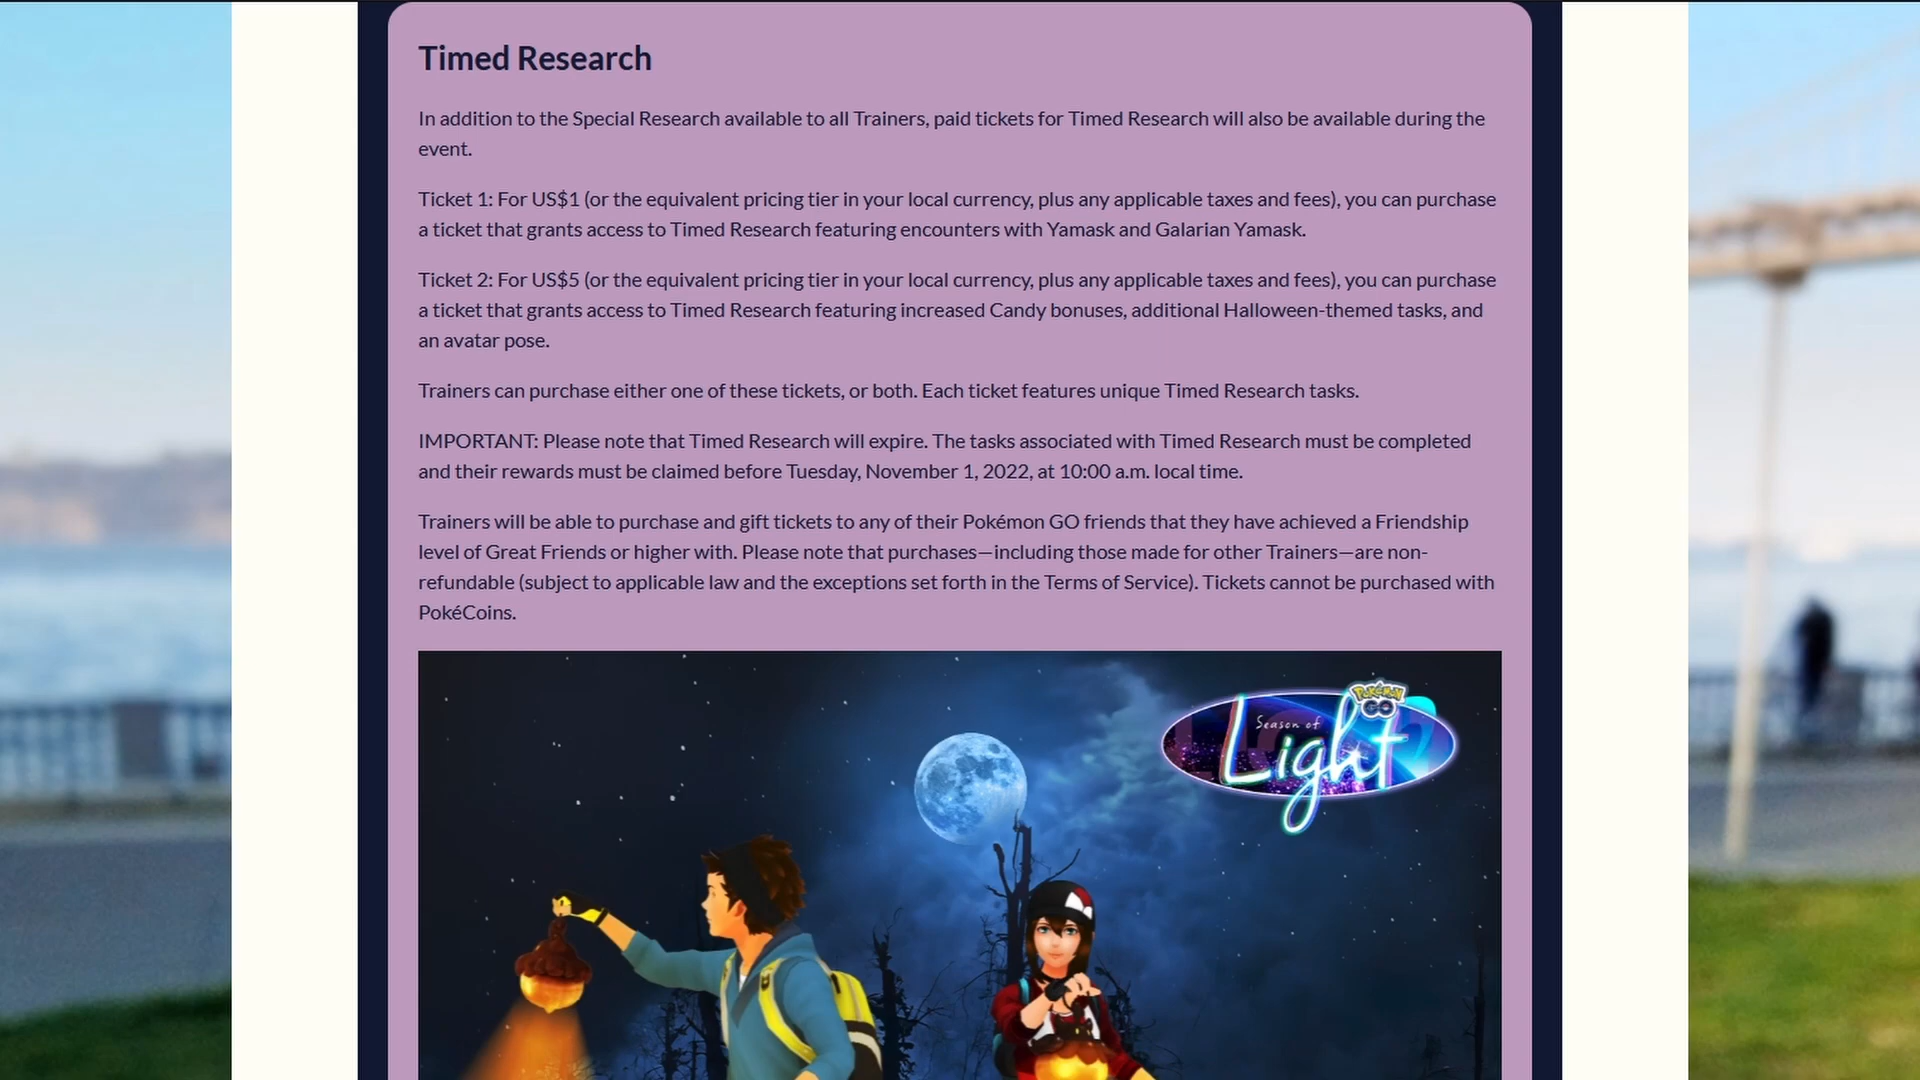 Timed Research
In addition to the Special Research available to all Trainers, paid tickets for Timed Research will also be available during the
event.
Ticket 1: For US$1 (or the equivalent pricing tier in your local currency, plus any applicable taxes and fees), you can purchase
a ticket that grants access to Timed Research featuring encounters with Yamask and Galarian Yamask.
Ticket 2: For US$5 (or the equivalent pricing tier in your local currency, plus any applicable taxes and fees), you can purchase
a ticket that grants access to Timed Research featuring increased Candy bonuses, additional Halloween-themed tasks, and
an avatar pose.
Trainers can purchase either one of these tickets, or both. Each ticket features unique Timed Research tasks.
IMPORTANT: Please note that Timed Research will expire. The tasks associated with Timed Research must be completed
and their rewards must be claimed before Tuesday, November 1, 2022, at 10:00 a.m. local time.
Trainers will be able to purchase and gift tickets to any of their Pokémon GO friends that they have achieved a Friendship
level of Great Friends or higher with. Please note that purchases—including those made for other Trainers—are non-
refundable (subject to applicable law and the exceptions set forth in the Terms of Service). Tickets cannot be purchased with
PokéCoins.
POKéMON
GO
Season of
Light